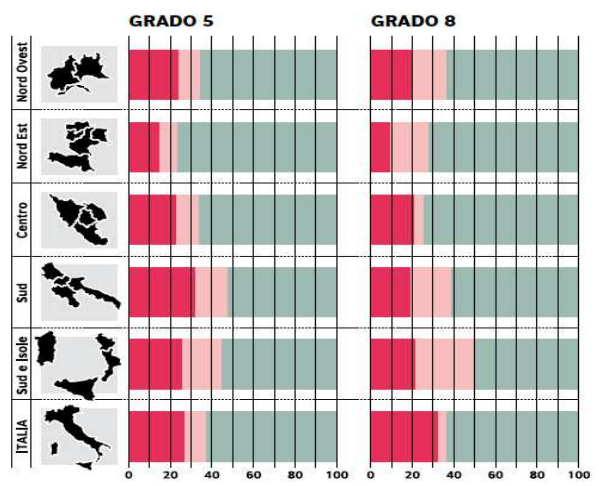 GRADO 5
GRADO 8
Nord Ovest
Nord Est
Centro
Sud
Sud e Isole
ITALIA
0 20 40 60 80 100
0 20 40 60 80 100